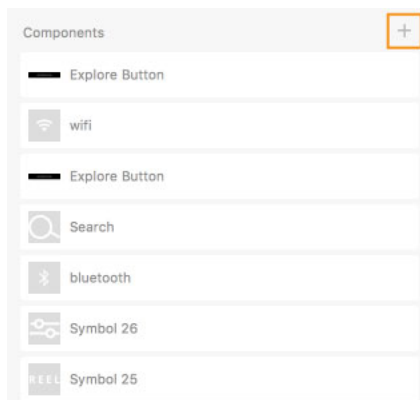 Components
Explore Button
wifi
Explore Button
Search
bluetooth
Symbol 26
REEL Symbol 25